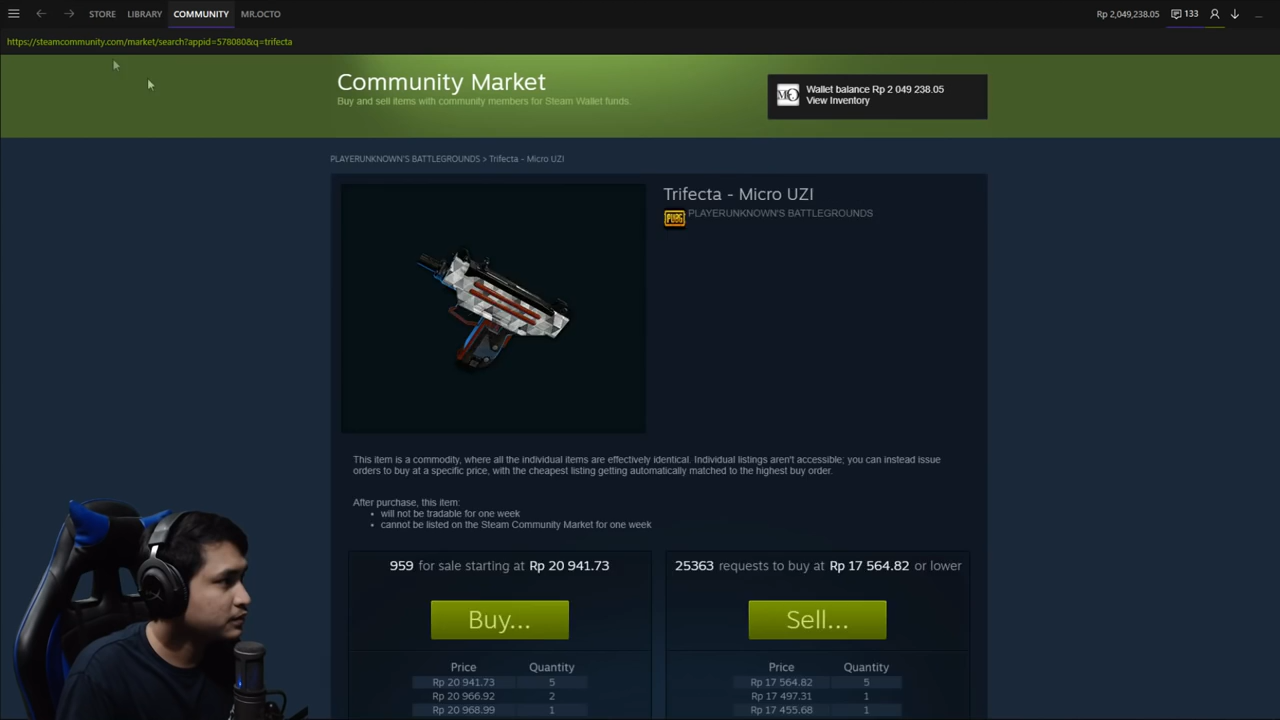 STORE LIBRARY COMMUNITY MR.OCTO Rp 2,049,238.05 133
https://steamcommunity.com/market/search?appid=578080&q=trifecta
Community Market
Buy and sell items with community members for Steam Wallet funds.
Wallet balance Rp 2 049 238.05
View Inventory
PLAYERUNKNOWN'S BATTLEGROUNDS > Trifecta - Micro UZI
Trifecta - Micro UZI
PUBG
PLAYERUNKNOWN'S BATTLEGROUNDS
This item is a commodity, where all the individual items are effectively identical. Individual listings aren't accessible; you can instead issue
orders to buy at a specific price, with the cheapest listing getting automatically matched to the highest buy order.
After purchase, this item:
• will not be tradable for one week
• cannot be listed on the Steam Community Market for one week
959 for sale starting at Rp 20 941.73
Buy...
Price Quantity
Rp 20 941.73 5
Rp 20 966.92 2
Rp 20 968.99 1
25363 requests to buy at Rp 17 564.82 or lower
Sell...
Price Quantity
Rp 17 564.82 5
Rp 17 497.31 1
Rp 17 455.68 1